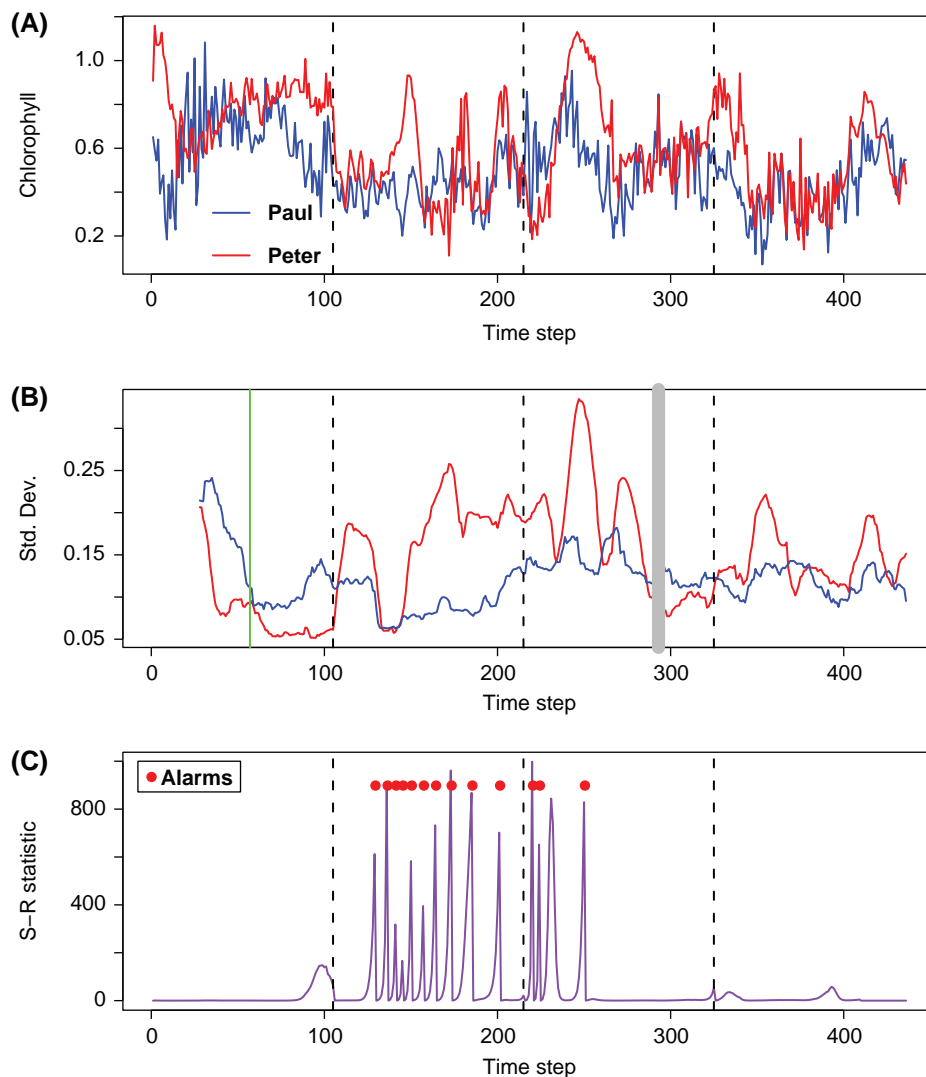 (A)
Chlorophyll
1.0
0.6
0.2
Paul
Peter
0 100 200 300 400
Time step
(B)
Std. Dev.
0.25
0.15
0.05
0 100 200 300 400
Time step
(C)
S−R statistic
Alarms
800
400
0
0 100 200 300 400
Time step